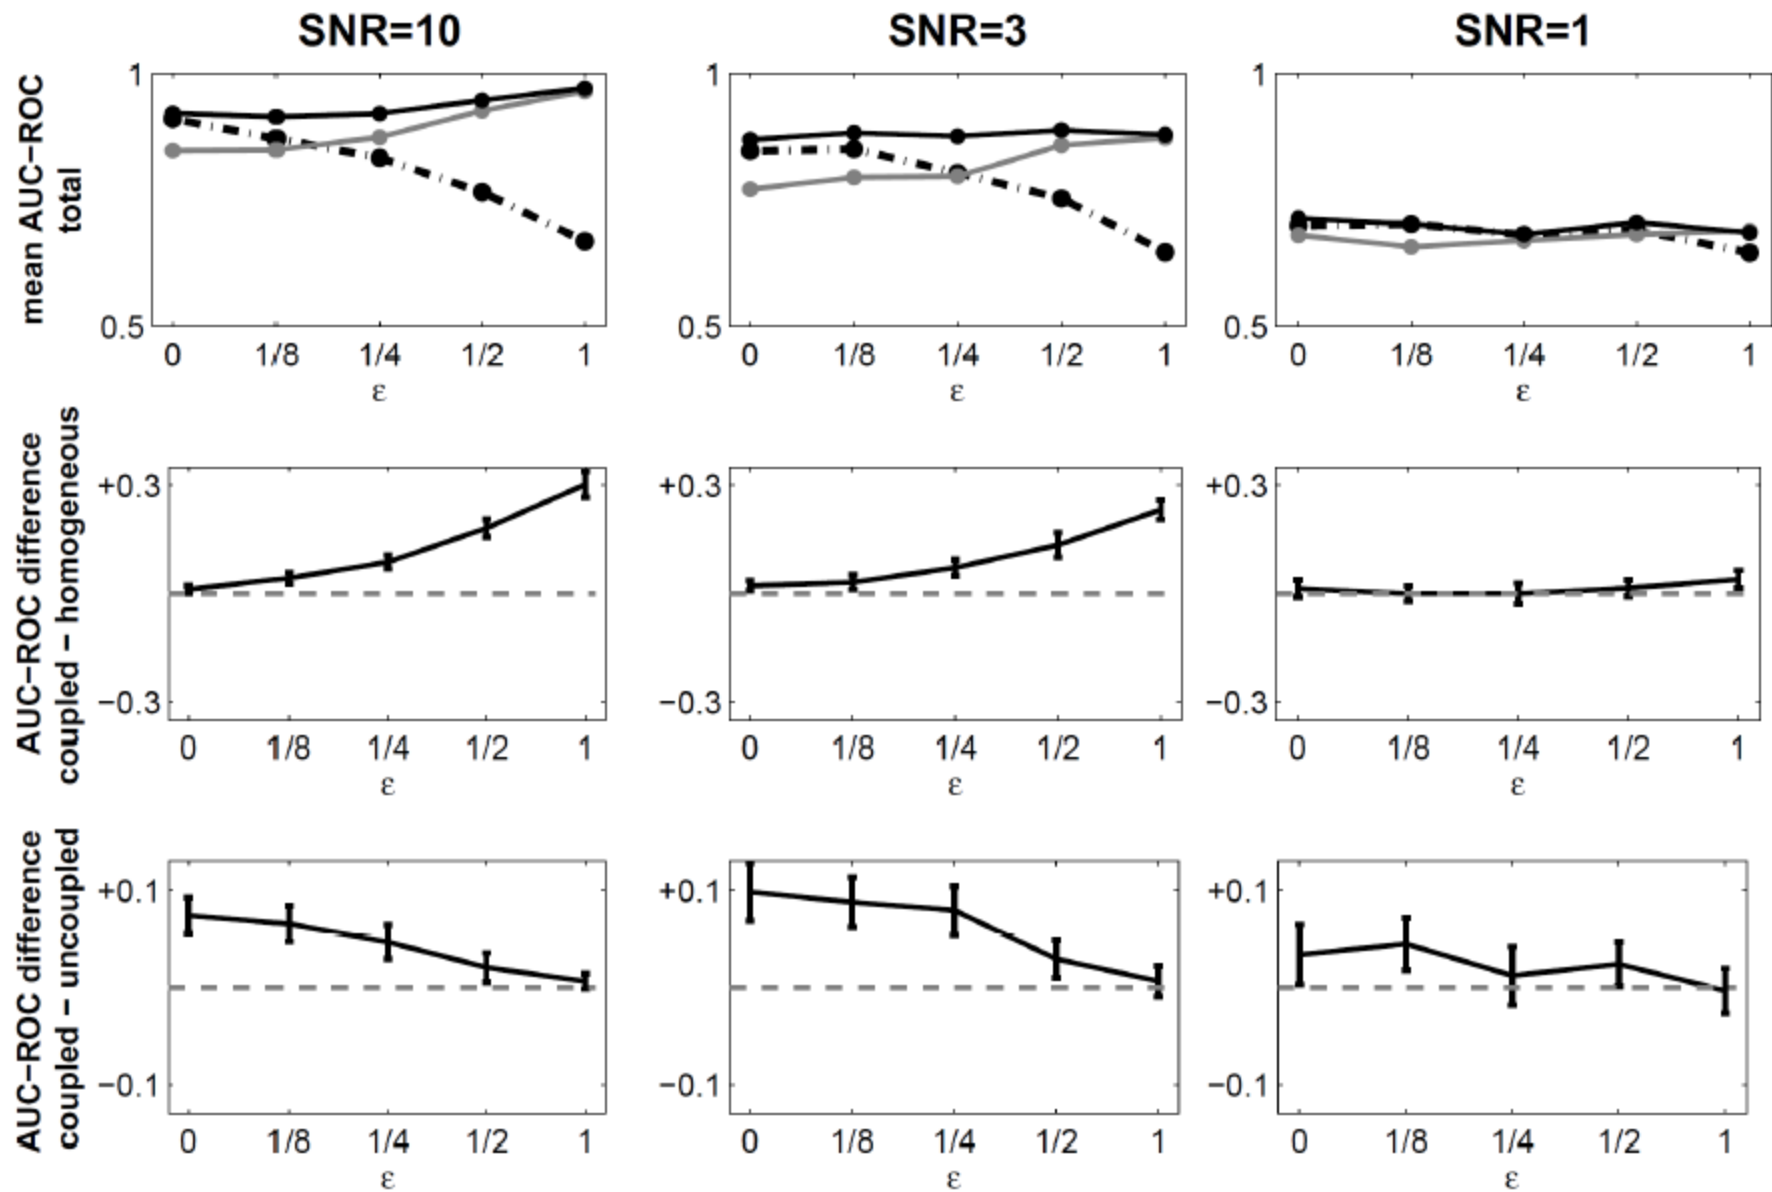 SNR=10
SNR=3
SNR=1
mean AUC−ROC
total
1
0.5
0 1/8 1/4 1/2 1
ε
1
0.5
0 1/8 1/4 1/2 1
ε
1
0.5
0 1/8 1/4 1/2 1
ε
AUC−ROC difference
coupled − homogeneous
+0.3
−0.3
0 1/8 1/4 1/2 1
ε
+0.3
−0.3
0 1/8 1/4 1/2 1
ε
+0.3
−0.3
0 1/8 1/4 1/2 1
ε
AUC−ROC difference
coupled − uncoupled
+0.1
−0.1
0 1/8 1/4 1/2 1
ε
+0.1
−0.1
0 1/8 1/4 1/2 1
ε
+0.1
−0.1
0 1/8 1/4 1/2 1
ε